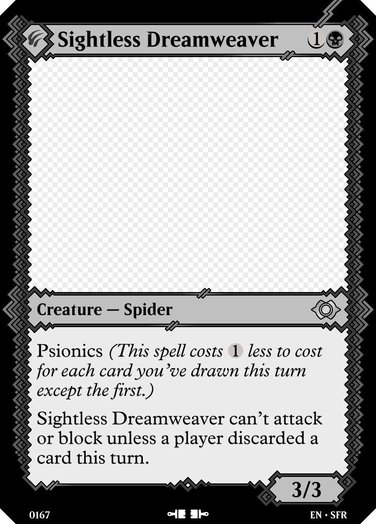 Sightless Dreamweaver 1
Creature — Spider
Psionics (This spell costs 1 less to cost
for each card you've drawn this turn
except the first.)
Sightless Dreamweaver can't attack
or block unless a player discarded a
card this turn.
3/3
0167 EN • SFR